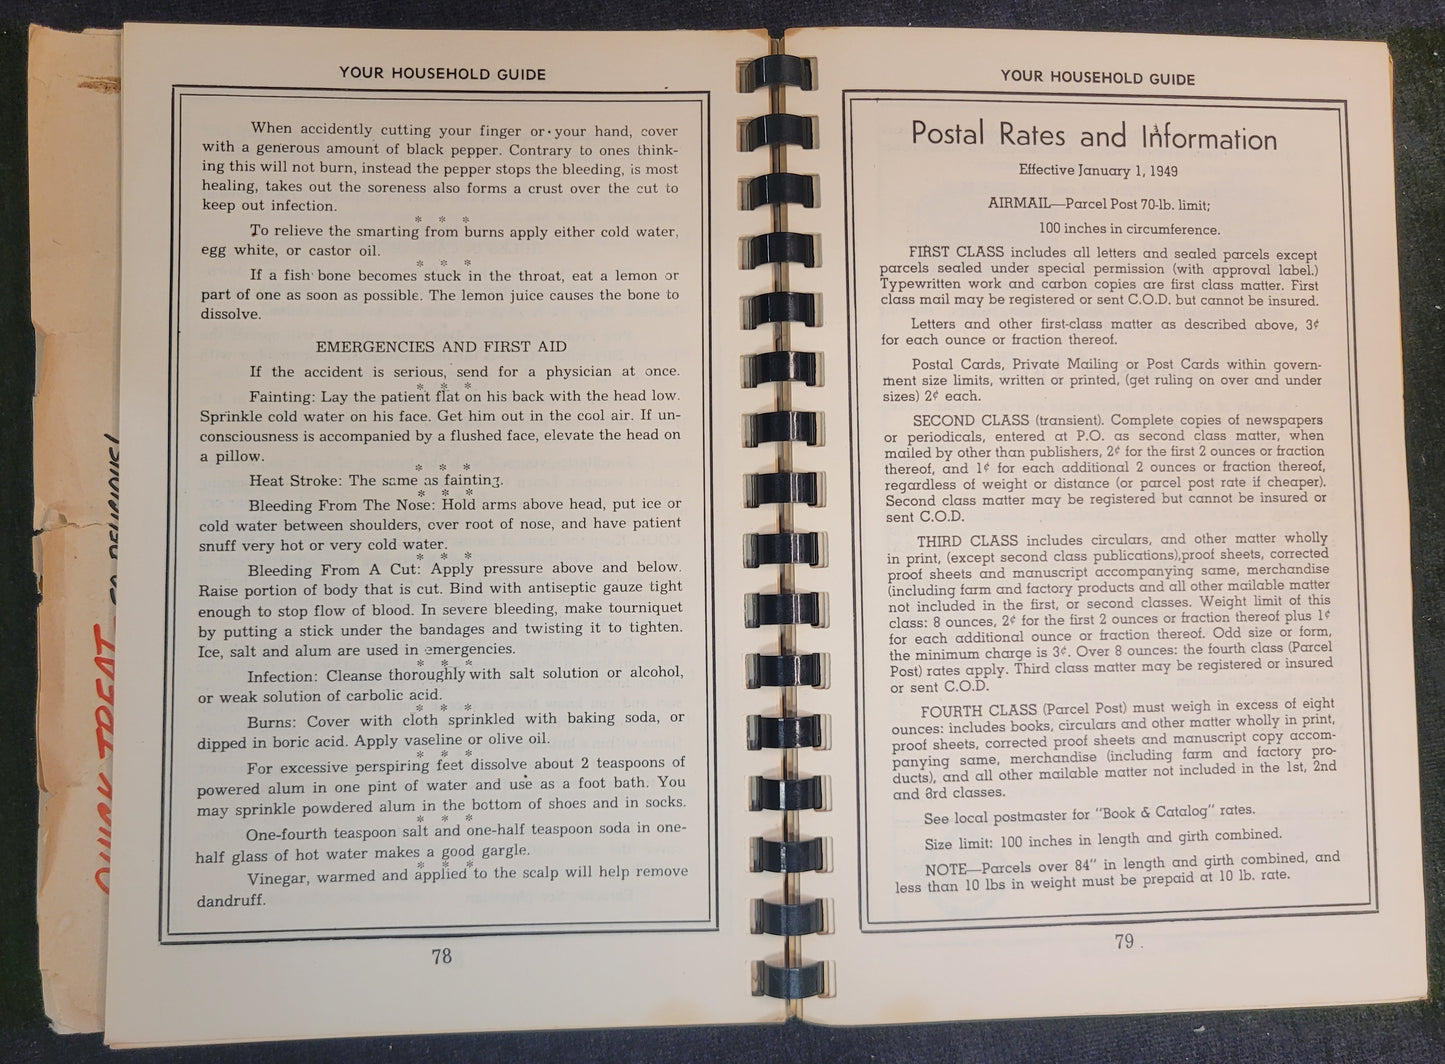 YOUR HOUSEHOLD GUIDE
When accidently cutting your finger or your hand, cover
with a generous amount of black pepper. Contrary to ones think-
ing this will not burn, instead the pepper stops the bleeding, is most
healing, takes out the soreness also forms a crust over the cut to
keep out infection.
* * *
To relieve the smarting from burns apply either cold water,
egg white, or castor oil.
* * *
If a fish bone becomes stuck in the throat, eat a lemon or
part of one as soon as possible. The lemon juice causes the bone to
dissolve.
EMERGENCIES AND FIRST AID
If the accident is serious, send for a physician at once.
* * *
Fainting: Lay the patient flat on his back with the head low.
Sprinkle cold water on his face. Get him out in the cool air. If un-
consciousness is accompanied by a flushed face, elevate the head on
a pillow.
* * *
Heat Stroke: The same as fainting.
* * *
Bleeding From The Nose: Hold arms above head, put ice or
cold water between shoulders, over root of nose, and have patient
snuff very hot or very cold water.
* * *
Bleeding From A Cut: Apply pressure above and below.
Raise portion of body that is cut. Bind with antiseptic gauze tight
enough to stop flow of blood. In severe bleeding, make tourniquet
by putting a stick under the bandages and twisting it to tighten.
Ice, salt and alum are used in emergencies.
* * *
Infection: Cleanse thoroughly with salt solution or alcohol,
or weak solution of carbolic acid.
* * *
Burns: Cover with cloth sprinkled with baking soda, or
dipped in boric acid. Apply vaseline or olive oil.
* * *
For excessive perspiring feet dissolve about 2 teaspoons of
powered alum in one pint of water and use as a foot bath. You
may sprinkle powdered alum in the bottom of shoes and in socks.
* * *
One-fourth teaspoon salt and one-half teaspoon soda in one-
half glass of hot water makes a good gargle.
* * *
Vinegar, warmed and applied to the scalp will help remove
dandruff.
78
YOUR HOUSEHOLD GUIDE
Postal Rates and Information
Effective January 1, 1949
AIRMAIL—Parcel Post 70-lb. limit;
100 inches in circumference.
FIRST CLASS includes all letters and sealed parcels except
parcels sealed under special permission (with approval label.)
Typewritten work and carbon copies are first class matter. First
class mail may be registered or sent C.O.D. but cannot be insured.
Letters and other first-class matter as described above, 3¢
for each ounce or fraction thereof.
Postal Cards, Private Mailing or Post Cards within govern-
ment size limits, written or printed, (get ruling on over and under
sizes) 2¢ each.
SECOND CLASS (transient). Complete copies of newspapers
or periodicals, entered at P.O. as second class matter, when
mailed by other than publishers, 2¢ for the first 2 ounces or fraction
thereof, and 1¢ for each additional 2 ounces or fraction thereof,
regardless of weight or distance (or parcel post rate if cheaper).
Second class matter may be registered but cannot be insured or
sent C.O.D.
THIRD CLASS includes circulars, and other matter wholly
in print, (except second class publications),proof sheets, corrected
proof sheets and manuscript accompanying same, merchandise
(including farm and factory products and all other mailable matter
not included in the first, or second classes. Weight limit of this
class: 8 ounces, 2¢ for the first 2 ounces or fraction thereof plus 1¢
for each additional ounce or fraction thereof. Odd size or form,
the minimum charge is 3¢. Over 8 ounces: the fourth class (Parcel
Post) rates apply. Third class matter may be registered or insured
or sent C.O.D.
FOURTH CLASS (Parcel Post) must weigh in excess of eight
ounces: includes books, circulars and other matter wholly in print,
proof sheets, corrected proof sheets and manuscript copy accom-
panying same, merchandise (including farm and factory pro-
ducts), and all other mailable matter not included in the 1st, 2nd
and 3rd classes.
See local postmaster for "Book & Catalog" rates.
Size limit: 100 inches in length and girth combined.
NOTE—Parcels over 84" in length and girth combined, and
less than 10 lbs in weight must be prepaid at 10 lb. rate.
79
QUICK TREAT
SO DELICIOUS!